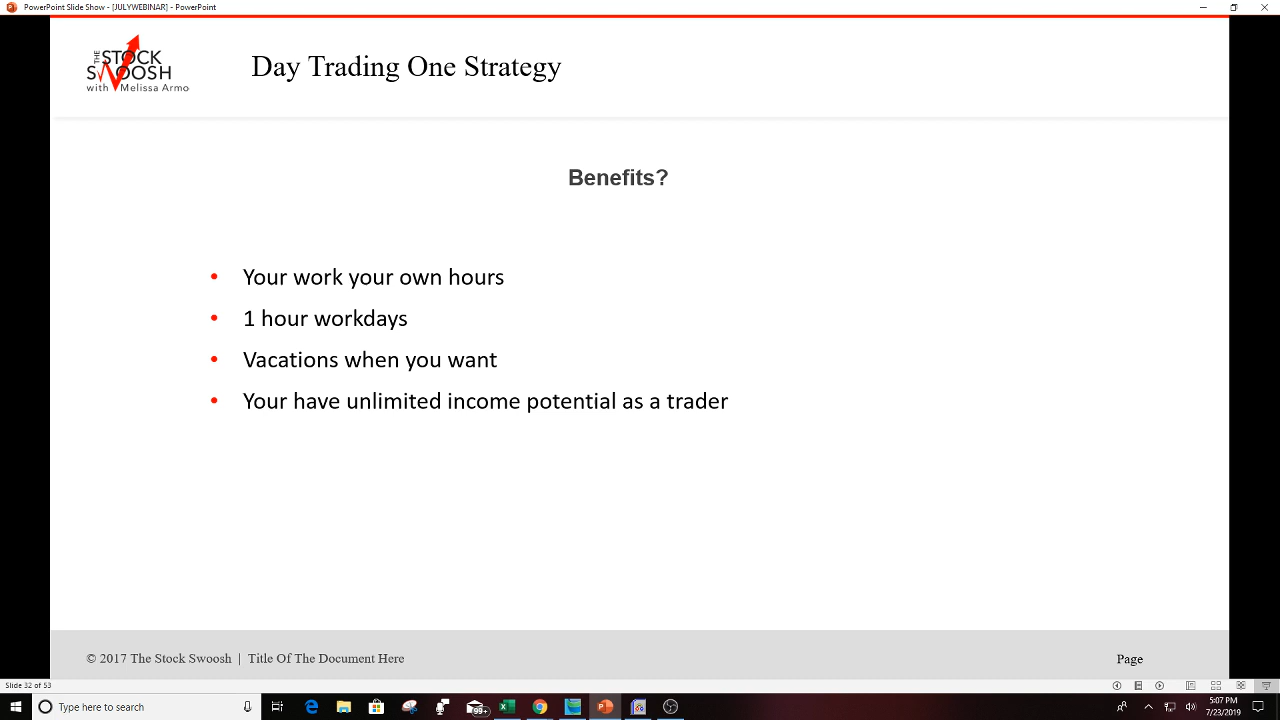 PowerPoint Slide Show - [JULYWEBINAR] - PowerPoint
THE
STOCK
SWOOSH
with Melissa Armo
Day Trading One Strategy
Benefits?
• Your work your own hours
• 1 hour workdays
• Vacations when you want
• Your have unlimited income potential as a trader
© 2017 The Stock Swoosh | Title Of The Document Here
Page
Slide 32 of 53
Type here to search
99+
5:07 PM
7/23/2019